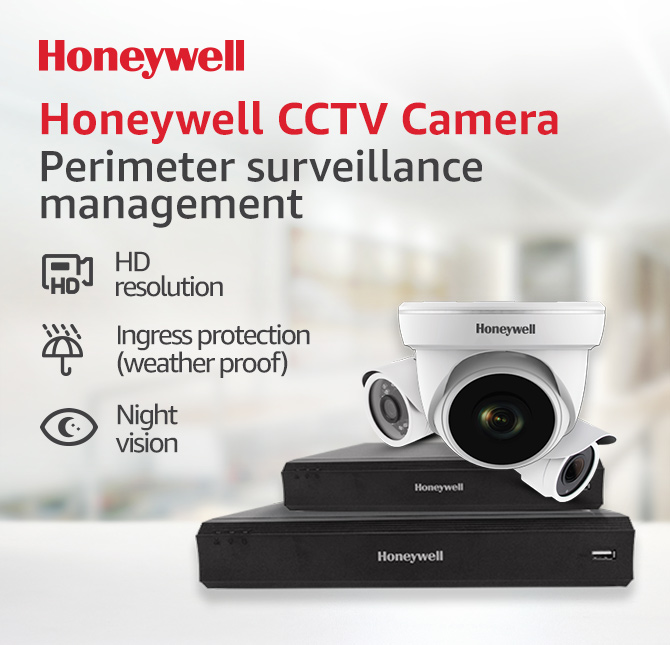 Honeywell
Honeywell CCTV Camera
Perimeter surveillance
management
HD
HD
resolution
Ingress protection
(weather proof)
Night
vision
Honeywell
Honeywell
Honeywell